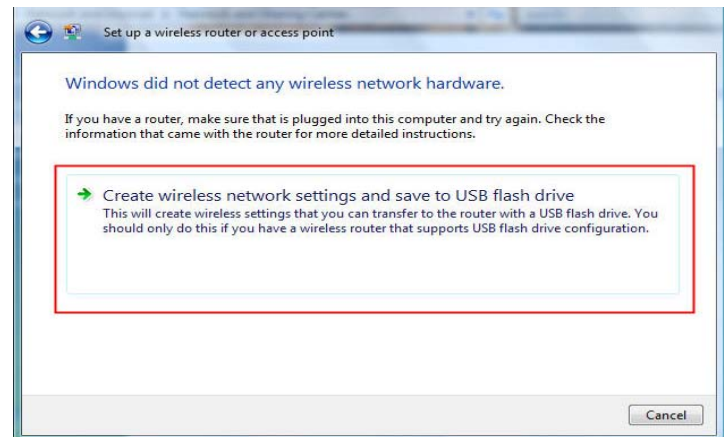 Set up a wireless router or access point
Windows did not detect any wireless network hardware.
If you have a router, make sure that is plugged into this computer and try again. Check the
information that came with the router for more detailed instructions.
Create wireless network settings and save to USB flash drive
This will create wireless settings that you can transfer to the router with a USB flash drive. You
should only do this if you have a wireless router that supports USB flash drive configuration.
Cancel